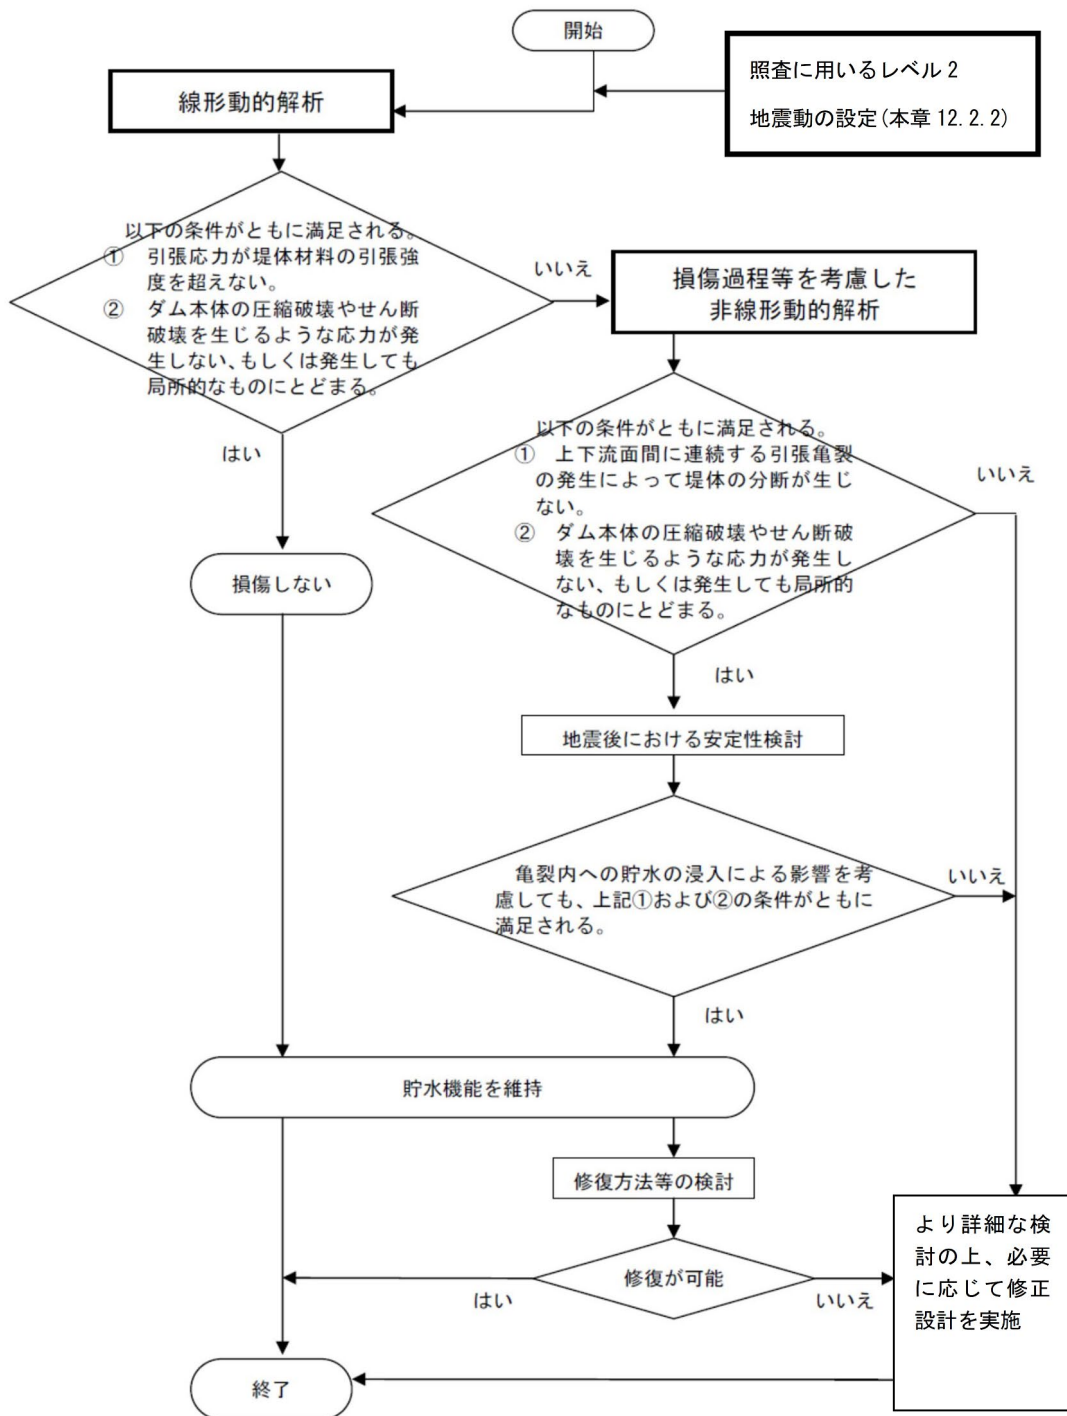 開始
照査に用いるレベル2
地震動の設定(本章12.2.2)
線形動的解析
以下の条件がともに満足される。
① 引張応力が堤体材料の引張強
度を超えない。
② ダム本体の圧縮破壊やせん断
破壊を生じるような応力が発
生しない、もしくは発生しても
局所的なものにとどまる。
いいえ
はい
損傷過程等を考慮した
非線形動的解析
以下の条件がともに満足される。
① 上下流面間に連続する引張亀裂
の発生によって堤体の分断が生じ
ない。
② ダム本体の圧縮破壊やせん断破
壊を生じるような応力が発生し
ない、もしくは発生しても局所的
なものにとどまる。
いいえ
はい
損傷しない
地震後における安定性検討
亀裂内への貯水の浸入による影響を考
慮しても、上記①および②の条件がともに
満足される。
いいえ
はい
貯水機能を維持
修復方法等の検討
修復が可能
はい
いいえ
より詳細な検
討の上、必要
に応じて修正
設計を実施
終了